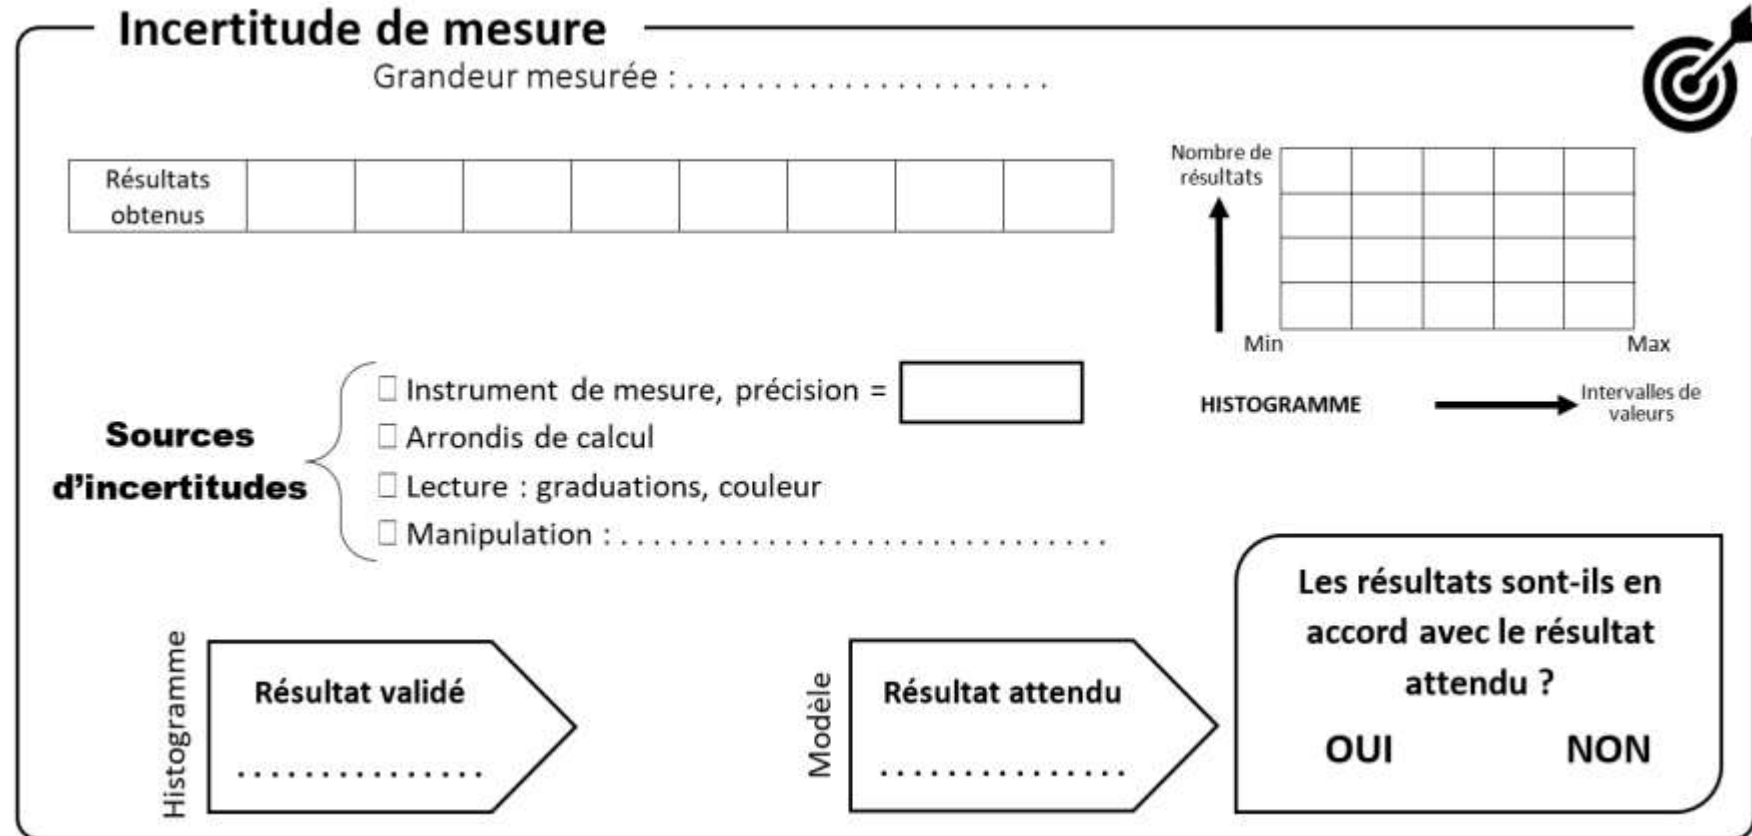 Incertitude de mesure
Grandeur mesurée : . . . . . . . . . . . . . . . . . . . . .
Résultats
obtenus
Nombre de
résultats
Min
Max
HISTOGRAMME
Intervalles de
valeurs
Sources
d'incertitudes
☐ Instrument de mesure, précision =
☐ Arrondis de calcul
☐ Lecture : graduations, couleur
☐ Manipulation : . . . . . . . . . . . . . . . . . . . . . . . . . . . . . .
Histogramme
Résultat validé
. . . . . . . . . . . . . . .
Modèle
Résultat attendu
. . . . . . . . . . . . . . .
Les résultats sont-ils en
accord avec le résultat
attendu ?
OUI NON